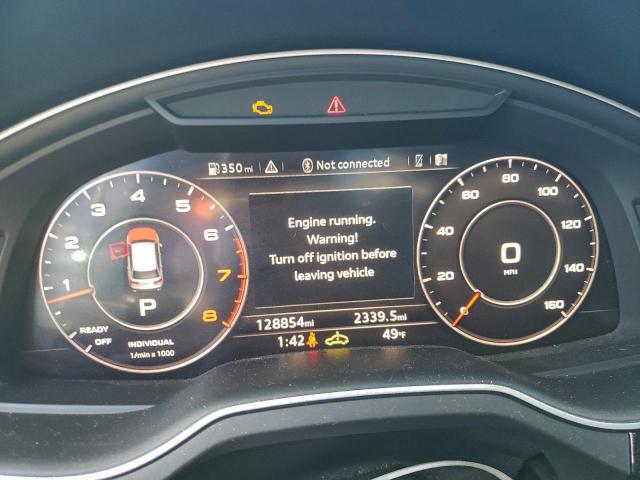 350 mi
Not connected
Engine running.
Warning!
Turn off ignition before
leaving vehicle
1 2 3 4 5 6 7 8
READY
OFF
P
INDIVIDUAL
1/min x 1000
20 40 60 80 100 120 140 160
0
MPH
128854mi 2339.5mi
1:42 49°F